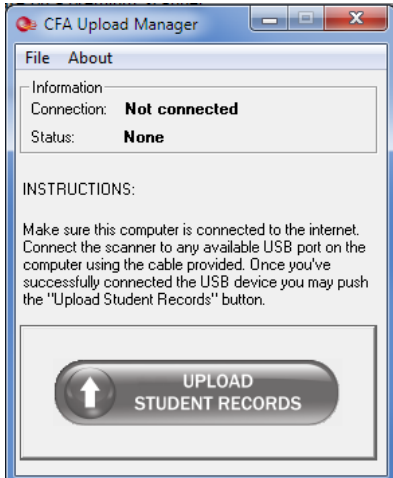 CFA Upload Manager
File About
Information
Connection: Not connected
Status: None
INSTRUCTIONS:
Make sure this computer is connected to the internet.
Connect the scanner to any available USB port on the
computer using the cable provided. Once you've
successfully connected the USB device you may push
the "Upload Student Records" button.
UPLOAD
STUDENT RECORDS